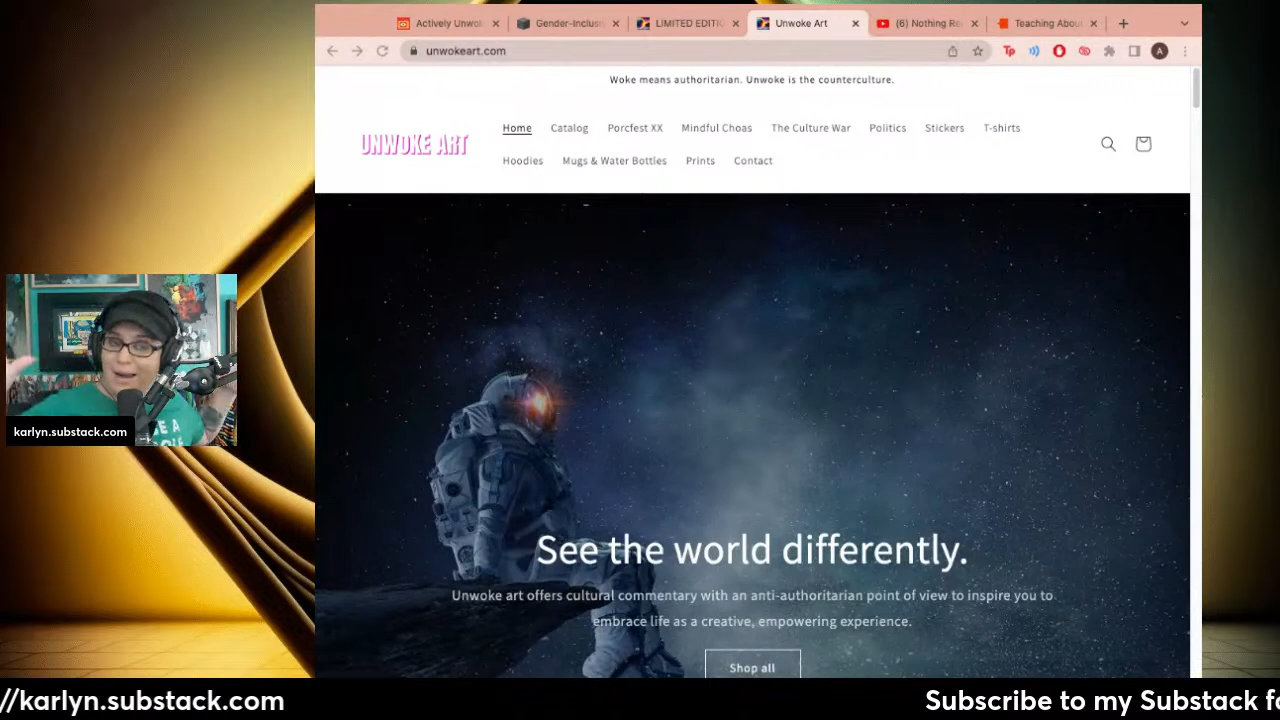 Actively Unwok
Gender-Inclusi
LIMITED EDITIC
Unwoke Art
(6) Nothing Re
Teaching Abou
unwokeart.com
Tp
A
Woke means authoritarian. Unwoke is the counterculture.
UNWOKE ART
Home Catalog Porcfest XX Mindful Choas The Culture War Politics Stickers T-shirts
Hoodies Mugs & Water Bottles Prints Contact
See the world differently.
Unwoke art offers cultural commentary with an anti-authoritarian point of view to inspire you to
embrace life as a creative, empowering experience.
Shop all
karlyn.substack.com
//karlyn.substack.com
Subscribe to my Substack fo